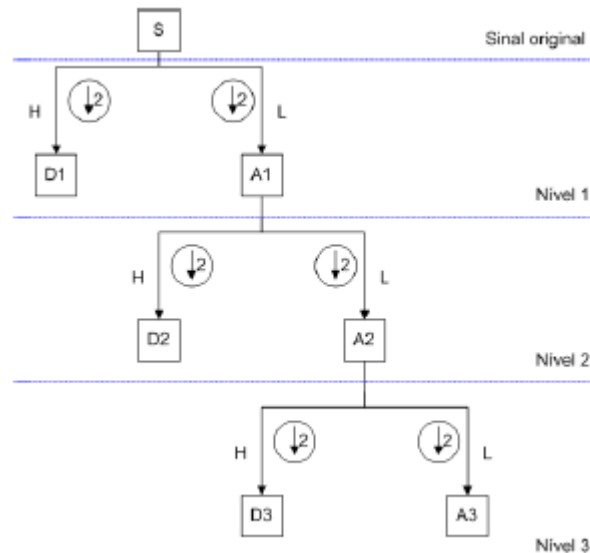 S
Sinal original
H
↓2
↓2
L
D1
A1
Nivel 1
H
↓2
↓2
L
D2
A2
Nivel 2
H
↓2
↓2
L
D3
A3
Nivel 3